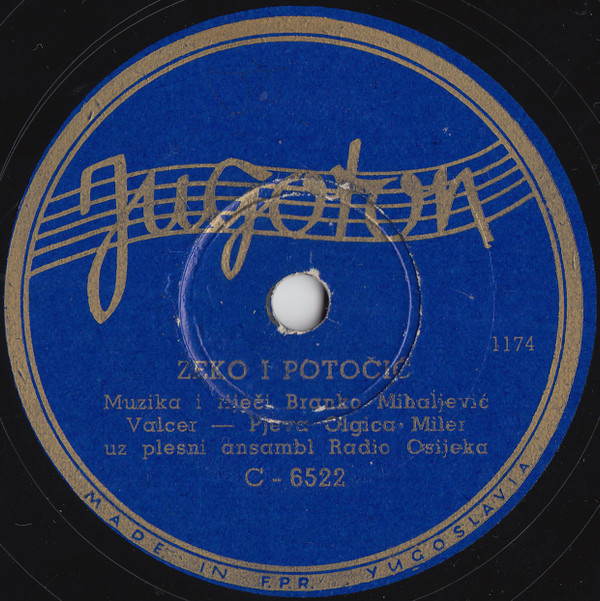 Jugoton
1174
ZEKO I POTOČIĆ
Muzika i riječi Branko Mihaljević
Valcer — Pjeva Olgica Miler
uz plesni ansambl Radio Osijeka
C - 6522
MADE IN F.P.R. YUGOSLAVIA